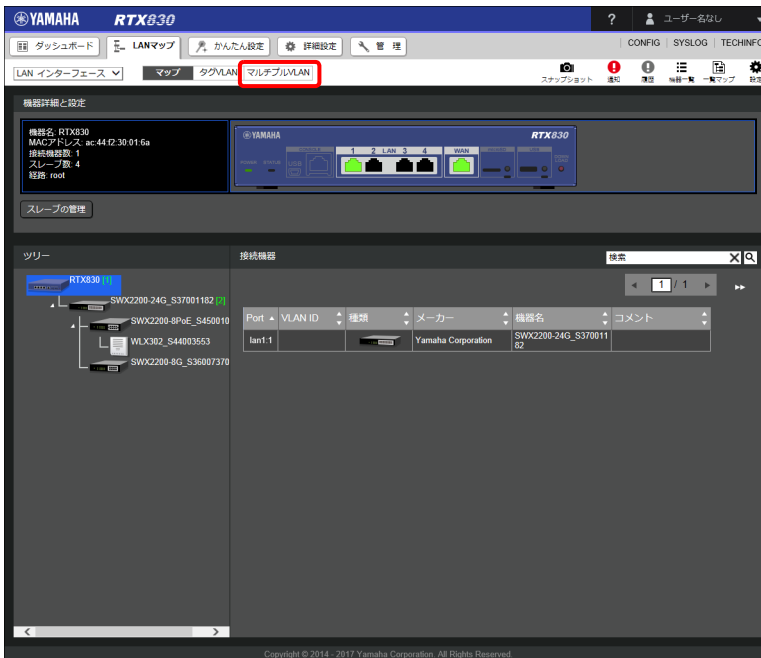 YAMAHA RTX830 ? ユーザーなし
ダッシュボード LANマップ かんたん設定 詳細設定 管 理 CONFIG SYSLOG TECHINFO
LAN インターフェース マップ タグVLAN マルチプルVLAN スナップショット 通知 履歴 機器一覧 一覧マップ 設定
機器詳細と設定
機器名: RTX830
MACアドレス: ac:44:f2:30:01:6a
接続機器数: 1
スレーブ数: 4
経路: root
YAMAHA RTX830
1 2 LAN 3 4 WAN
POWER STATUS USB
スレーブの管理
ツリー
RTX830 [1]
SWX2200-24G_S37001182 [2]
SWX2200-8PoE_S450010
WLX302_S44003553
SWX2200-8G_S36007370
接続機器 検索
1 / 1
Port VLAN ID 種類 メーカー 機器名 コメント
lan1:1 Yamaha Corporation SWX2200-24G_S370011
82
Copyright © 2014 - 2017 Yamaha Corporation. All Rights Reserved.